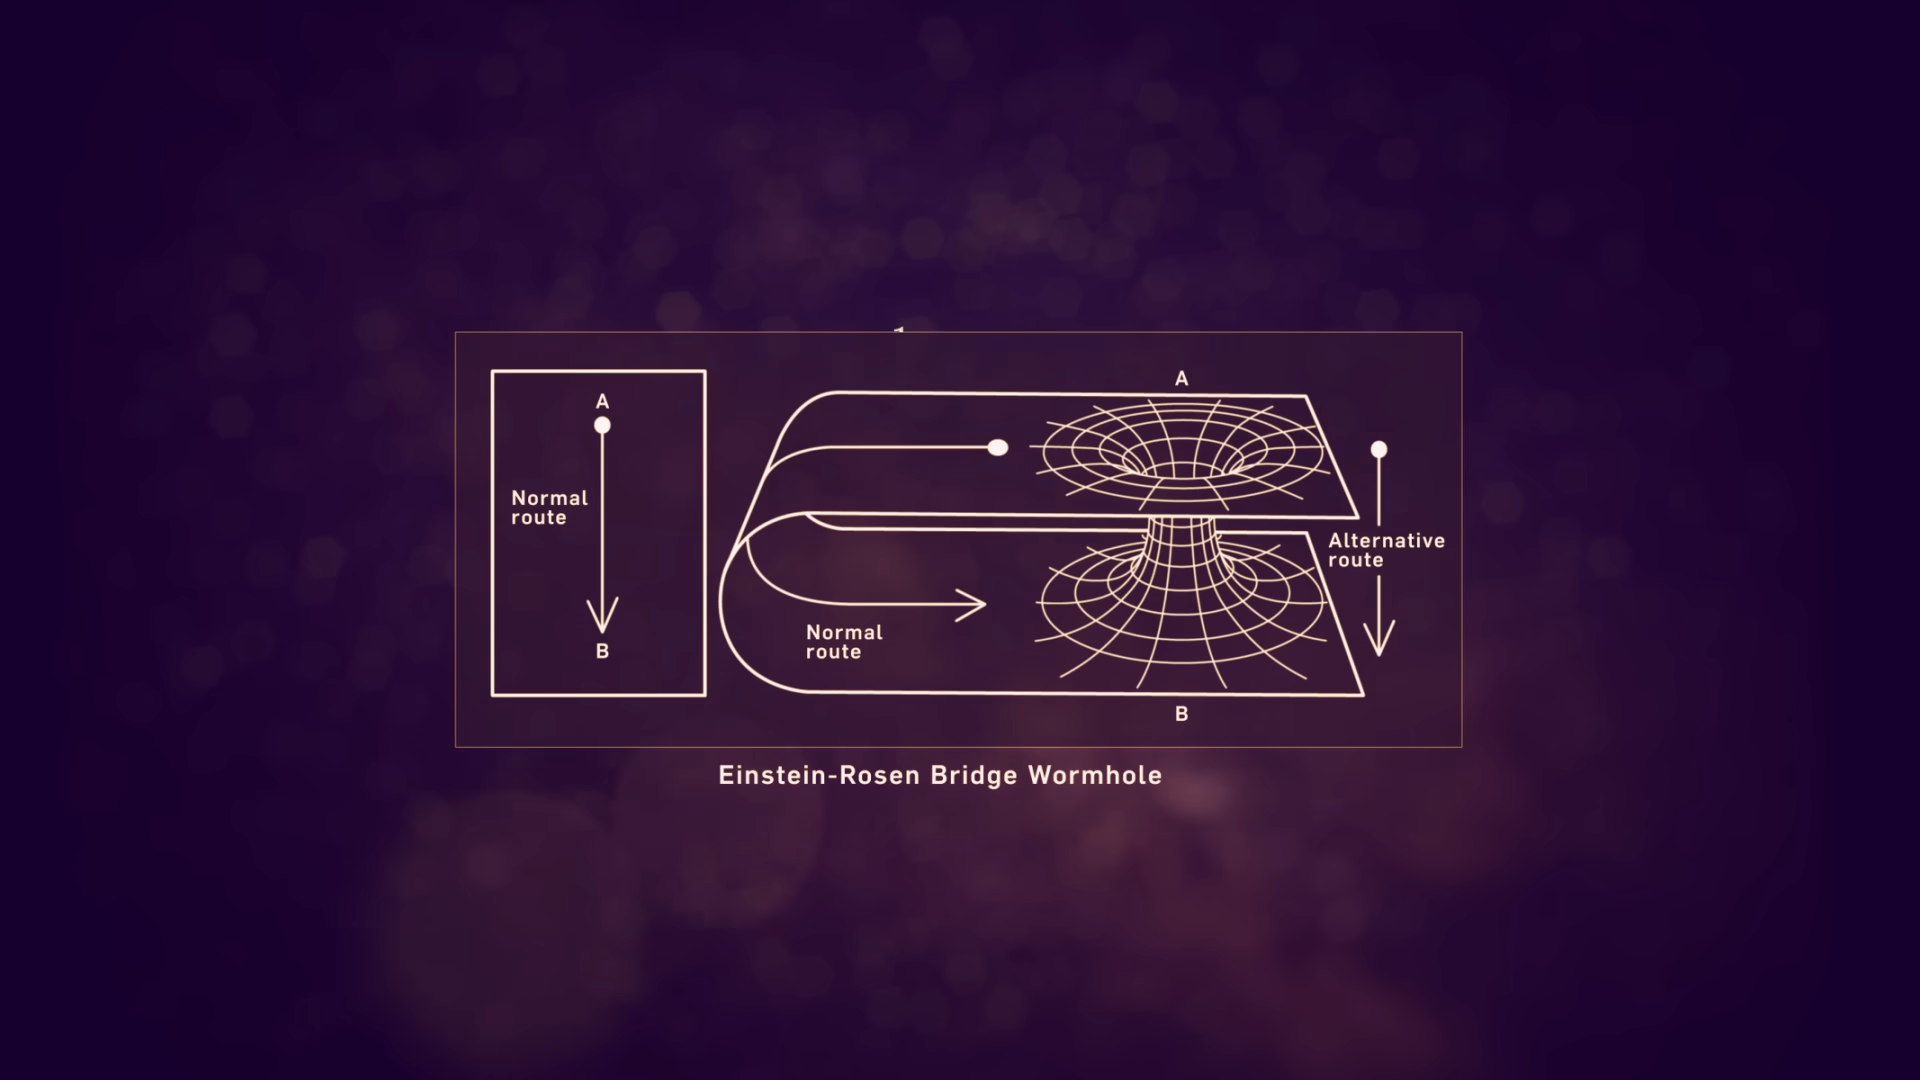 A
Normal
route
B
A
Alternative
route
Normal
route
B
Einstein-Rosen Bridge Wormhole